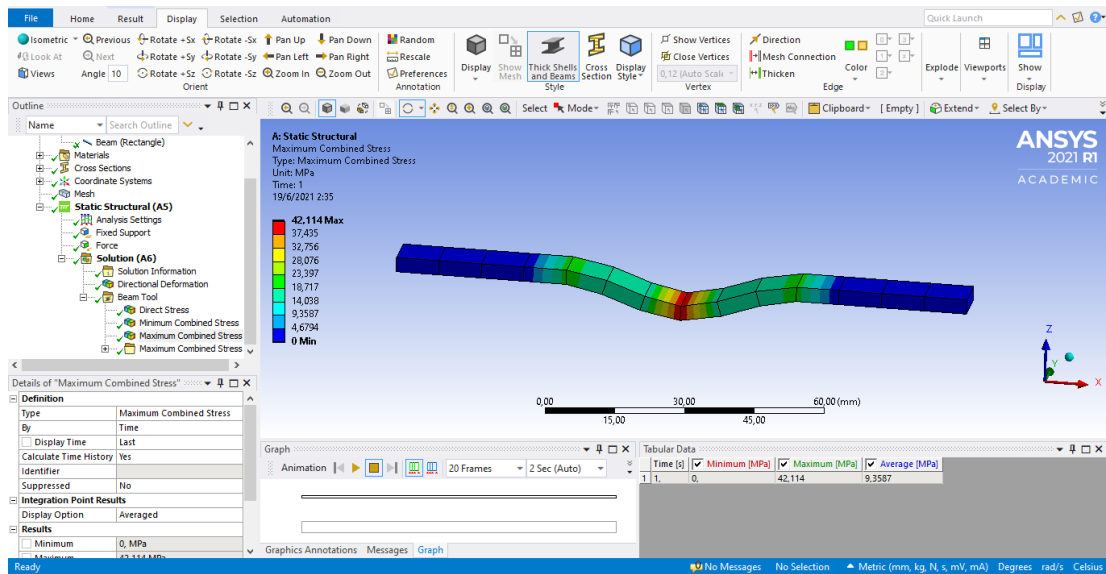 File Home Result Display Selection Automation Quick Launch
Isometric Previous Rotate +Sx Rotate -Sx Pan Up Pan Down Random
Look At Next Rotate +Sy Rotate -Sy Pan Left Pan Right Rescale
Views Angle 10 Rotate +Sz Rotate -Sz Zoom In Zoom Out Preferences
Orient Annotation
Display Show Mesh Thick Shells and Beams Cross Section Display Style
Style
Show Vertices
Close Vertices
0,12 (Auto Scale
Vertex
Direction
Mesh Connection
Thicken
Color
Edge
Explode Viewports Show
Display
Outline
Name Search Outline
Select Mode Clipboard [ Empty ] Extend Select By
Beam (Rectangle)
Materials
Cross Sections
Coordinate Systems
Mesh
Static Structural (A5)
Analysis Settings
Fixed Support
Force
Solution (A6)
Solution Information
Directional Deformation
Beam Tool
Direct Stress
Minimum Combined Stress
Maximum Combined Stress
Maximum Combined Stress
A: Static Structural
Maximum Combined Stress
Type: Maximum Combined Stress
Unit: MPa
Time: 1
19/6/2021 2:35
42,114 Max
37,435
32,756
28,076
23,397
18,717
14,038
9,3587
4,6794
0 Min
ANSYS
2021 R1
ACADEMIC
Z
Y
X
0,00 30,00 60,00 (mm)
15,00 45,00
Details of "Maximum Combined Stress"
Definition
Type Maximum Combined Stress
By Time
Display Time Last
Calculate Time History Yes
Identifier
Suppressed No
Integration Point Results
Display Option Averaged
Results
Minimum 0, MPa
Maximum 42,114 MPa
Graph
Animation 20 Frames 2 Sec (Auto)
Graphics Annotations Messages Graph
Tabular Data
Time [s] Minimum [MPa] Maximum [MPa] Average [MPa]
1 1, 0, 42,114 9,3587
Ready No Messages No Selection Metric (mm, kg, N, s, mV, mA) Degrees rad/s Celsius